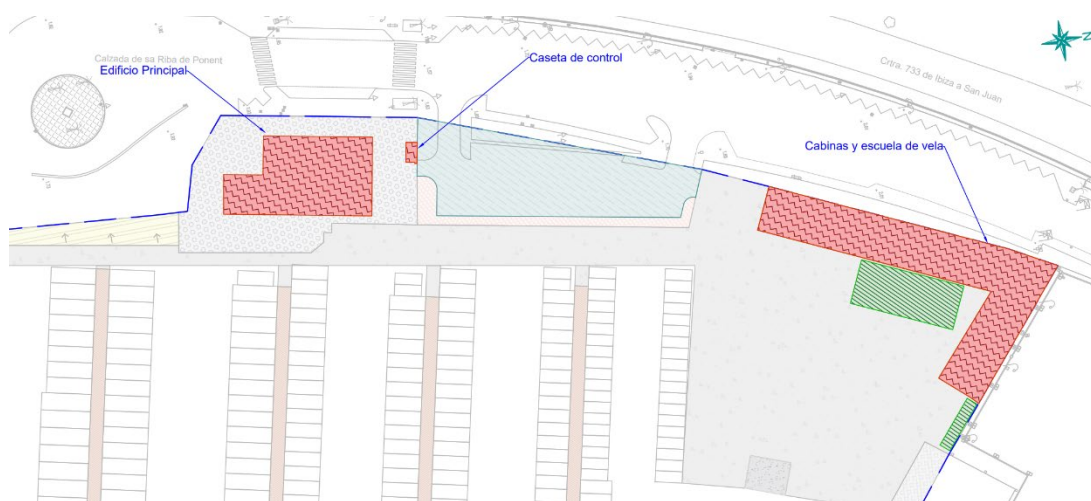 Calzada de sa Riba de Ponent
Edificio Principal
Caseta de control
Crtra. 733 de Ibiza a San Juan
Cabinas y escuela de vela
N